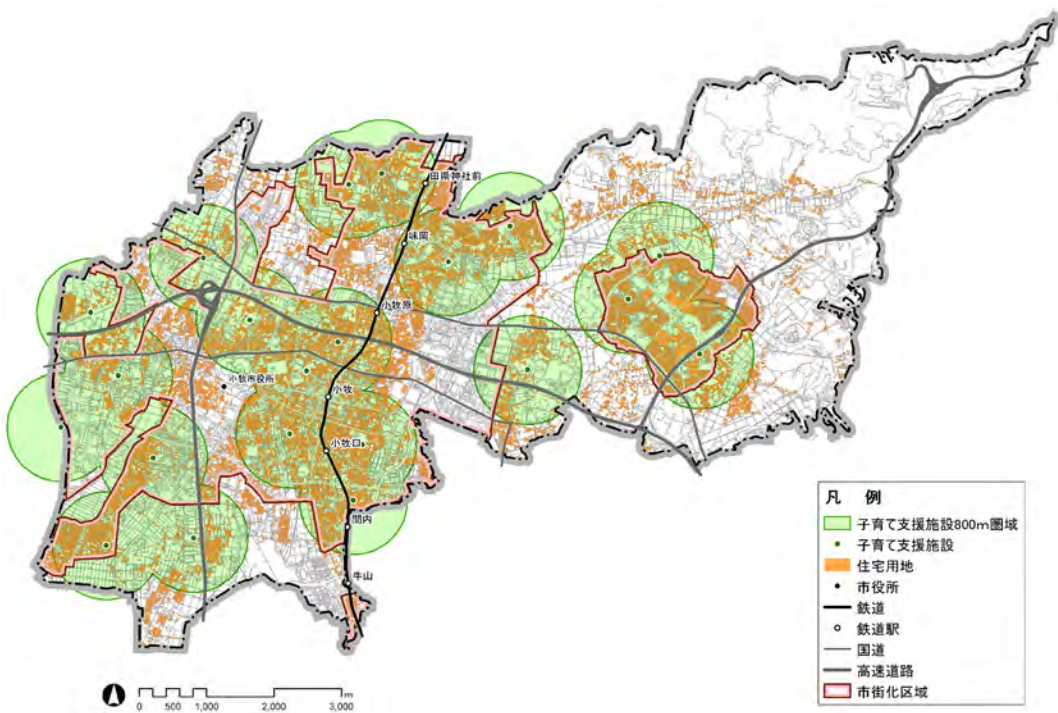 田県神社前
味岡
小牧原
小牧市役所
小牧
小牧口
間内
牛山
凡 例
子育て支援施設800m圏域
子育て支援施設
住宅用地
市役所
鉄道
鉄道駅
国道
高速道路
市街化区域
0 500 1,000 2,000 3,000 m